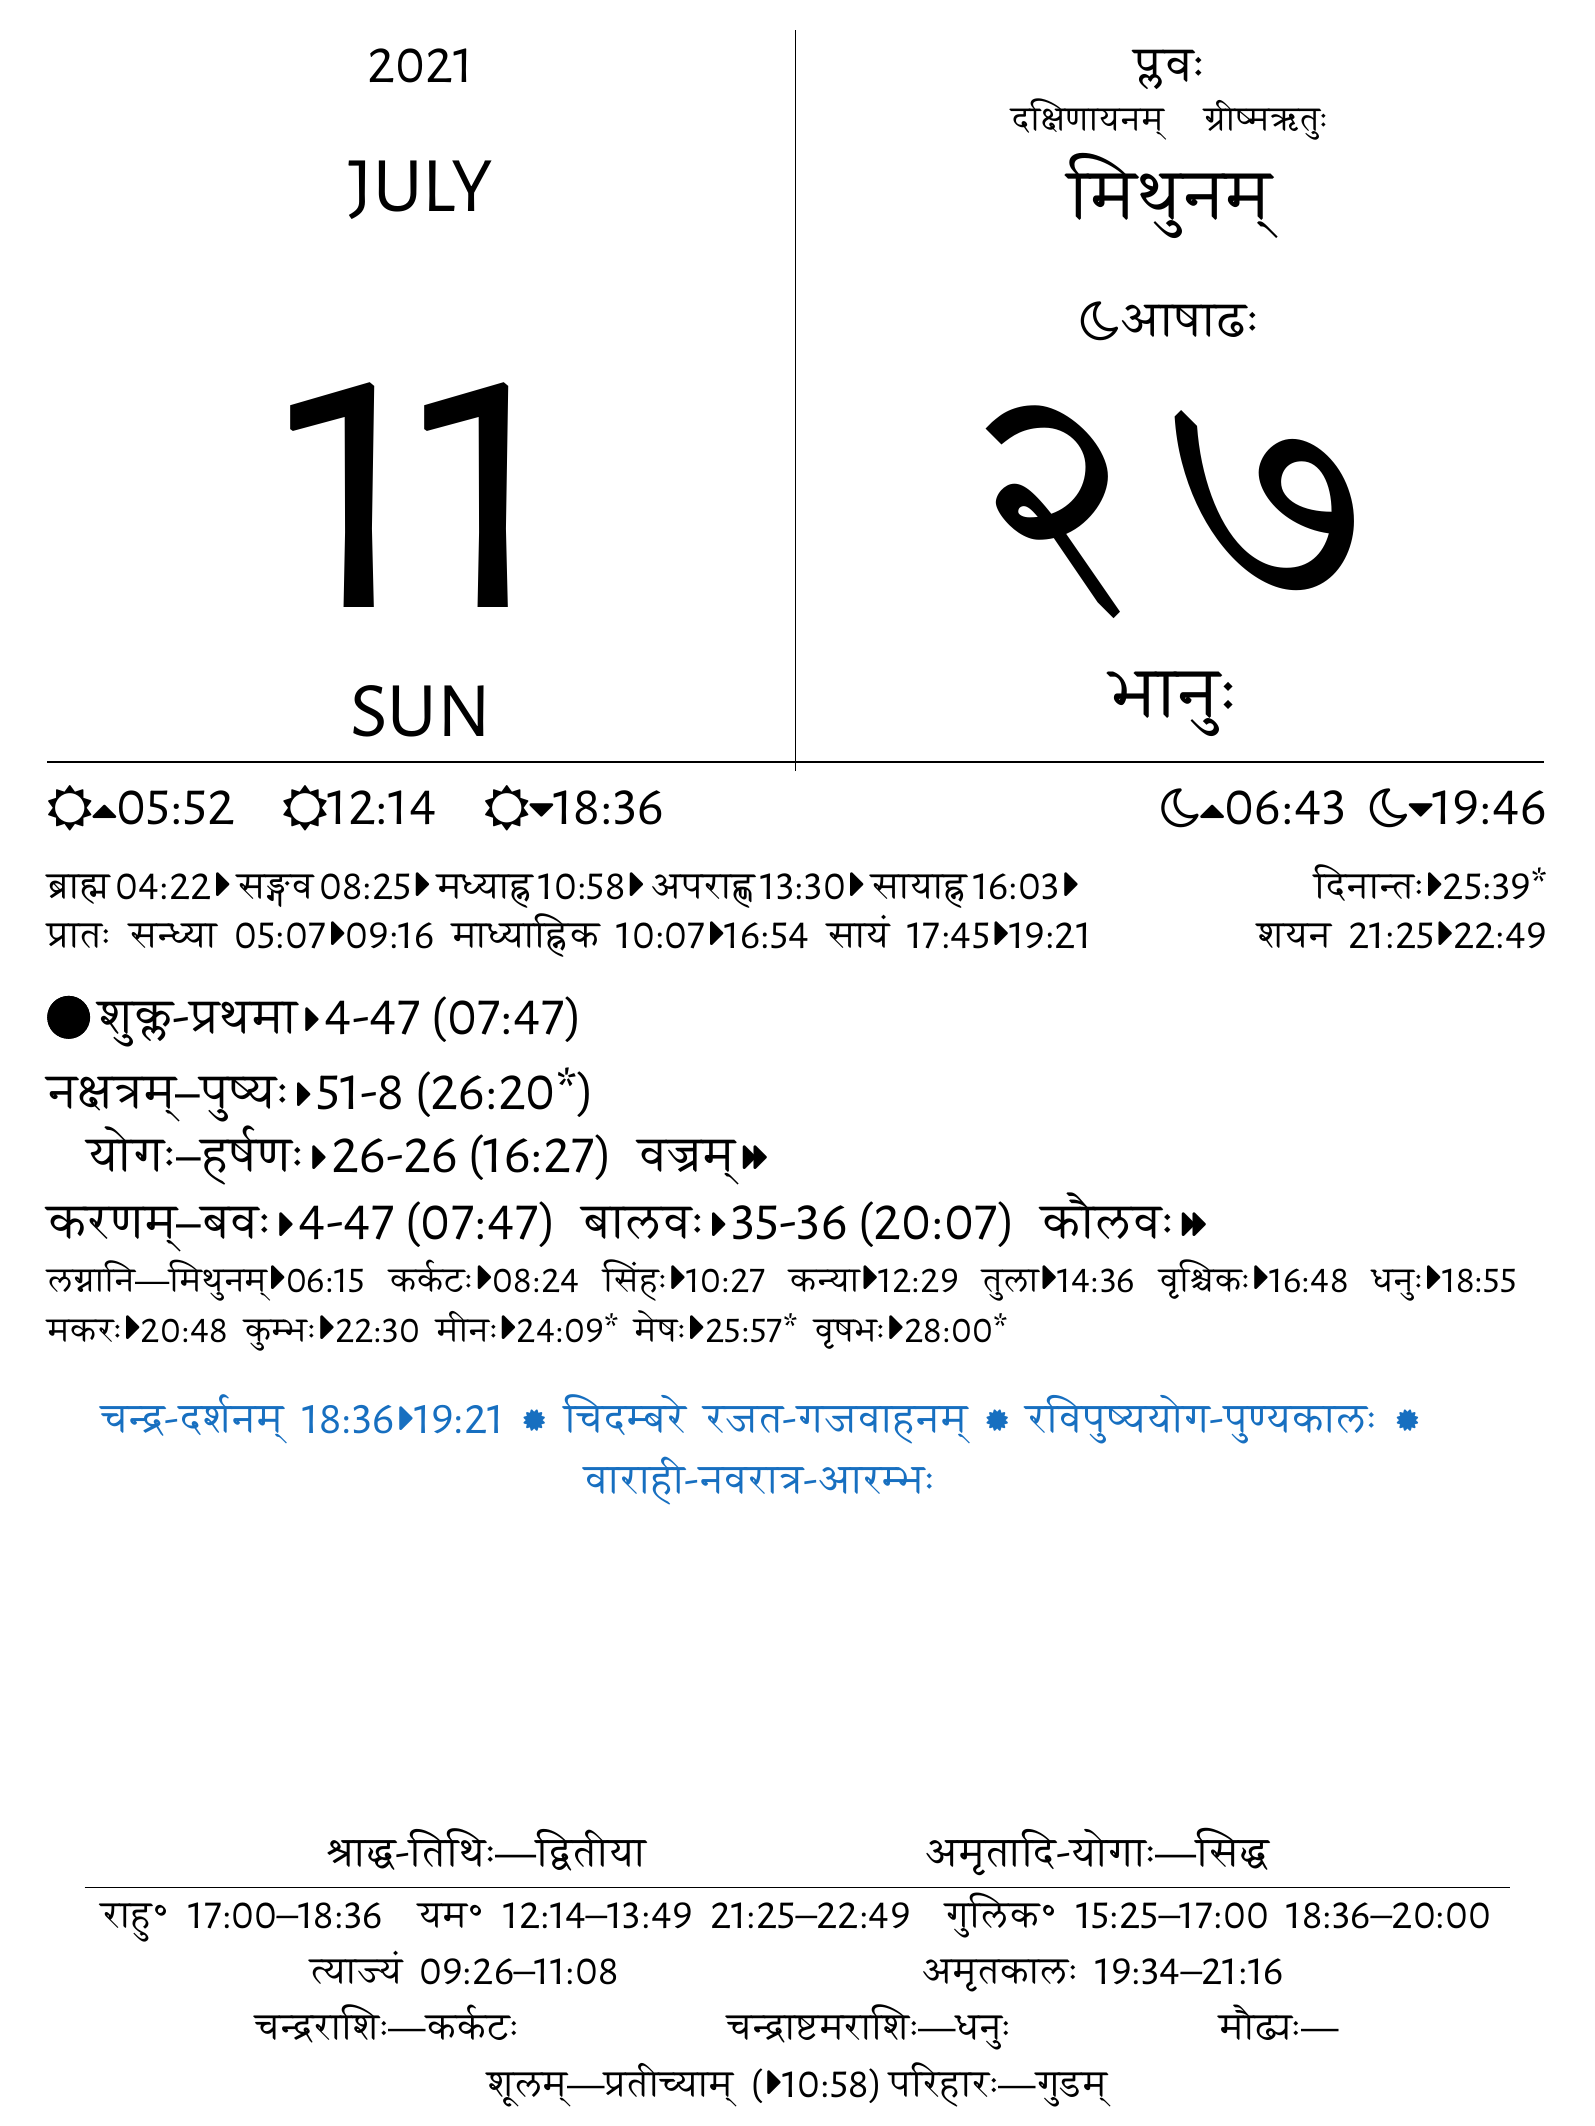 2021
JULY
11
SUN
प्लवः
दक्षिणायनम् ग्रीष्मऋतुः
मिथुनम्
आषाढः
२७
भानुः
05:52 12:14 18:36 06:43 19:46
ब्राह्म 04:22 सङ्गव 08:25 मध्याह्न 10:58 अपराह्ण 13:30 सायाह्न 16:03 दिनान्तः 25:39*
प्रातः सन्ध्या 05:07 09:16 माध्याह्निक 10:07 16:54 सायं 17:45 19:21 शयन 21:25 22:49
शुक्ल-प्रथमा 4-47 (07:47)
नक्षत्रम्–पुष्यः 51-8 (26:20*)
योगः–हर्षणः 26-26 (16:27) वज्रम्
करणम्–बवः 4-47 (07:47) बालवः 35-36 (20:07) कौलवः
लग्नानि—मिथुनम् 06:15 कर्कटः 08:24 सिंहः 10:27 कन्या 12:29 तुला 14:36 वृश्चिकः 16:48 धनुः 18:55
मकरः 20:48 कुम्भः 22:30 मीनः 24:09* मेषः 25:57* वृषभः 28:00*
चन्द्र-दर्शनम् 18:36 19:21 चिदम्बरे रजत-गजवाहनम् रविपुष्ययोग-पुण्यकालः
वाराही-नवरात्र-आरम्भः
श्राद्ध-तिथिः—द्वितीया अमृतादि-योगाः—सिद्ध
राहु॰ 17:00–18:36 यम॰ 12:14–13:49 21:25–22:49 गुलिक॰ 15:25–17:00 18:36–20:00
त्याज्यं 09:26–11:08 अमृतकालः 19:34–21:16
चन्द्रराशिः—कर्कटः चन्द्राष्टमराशिः—धनुः मौढ्यः—
शूलम्—प्रतीच्याम् (10:58) परिहारः—गुडम्